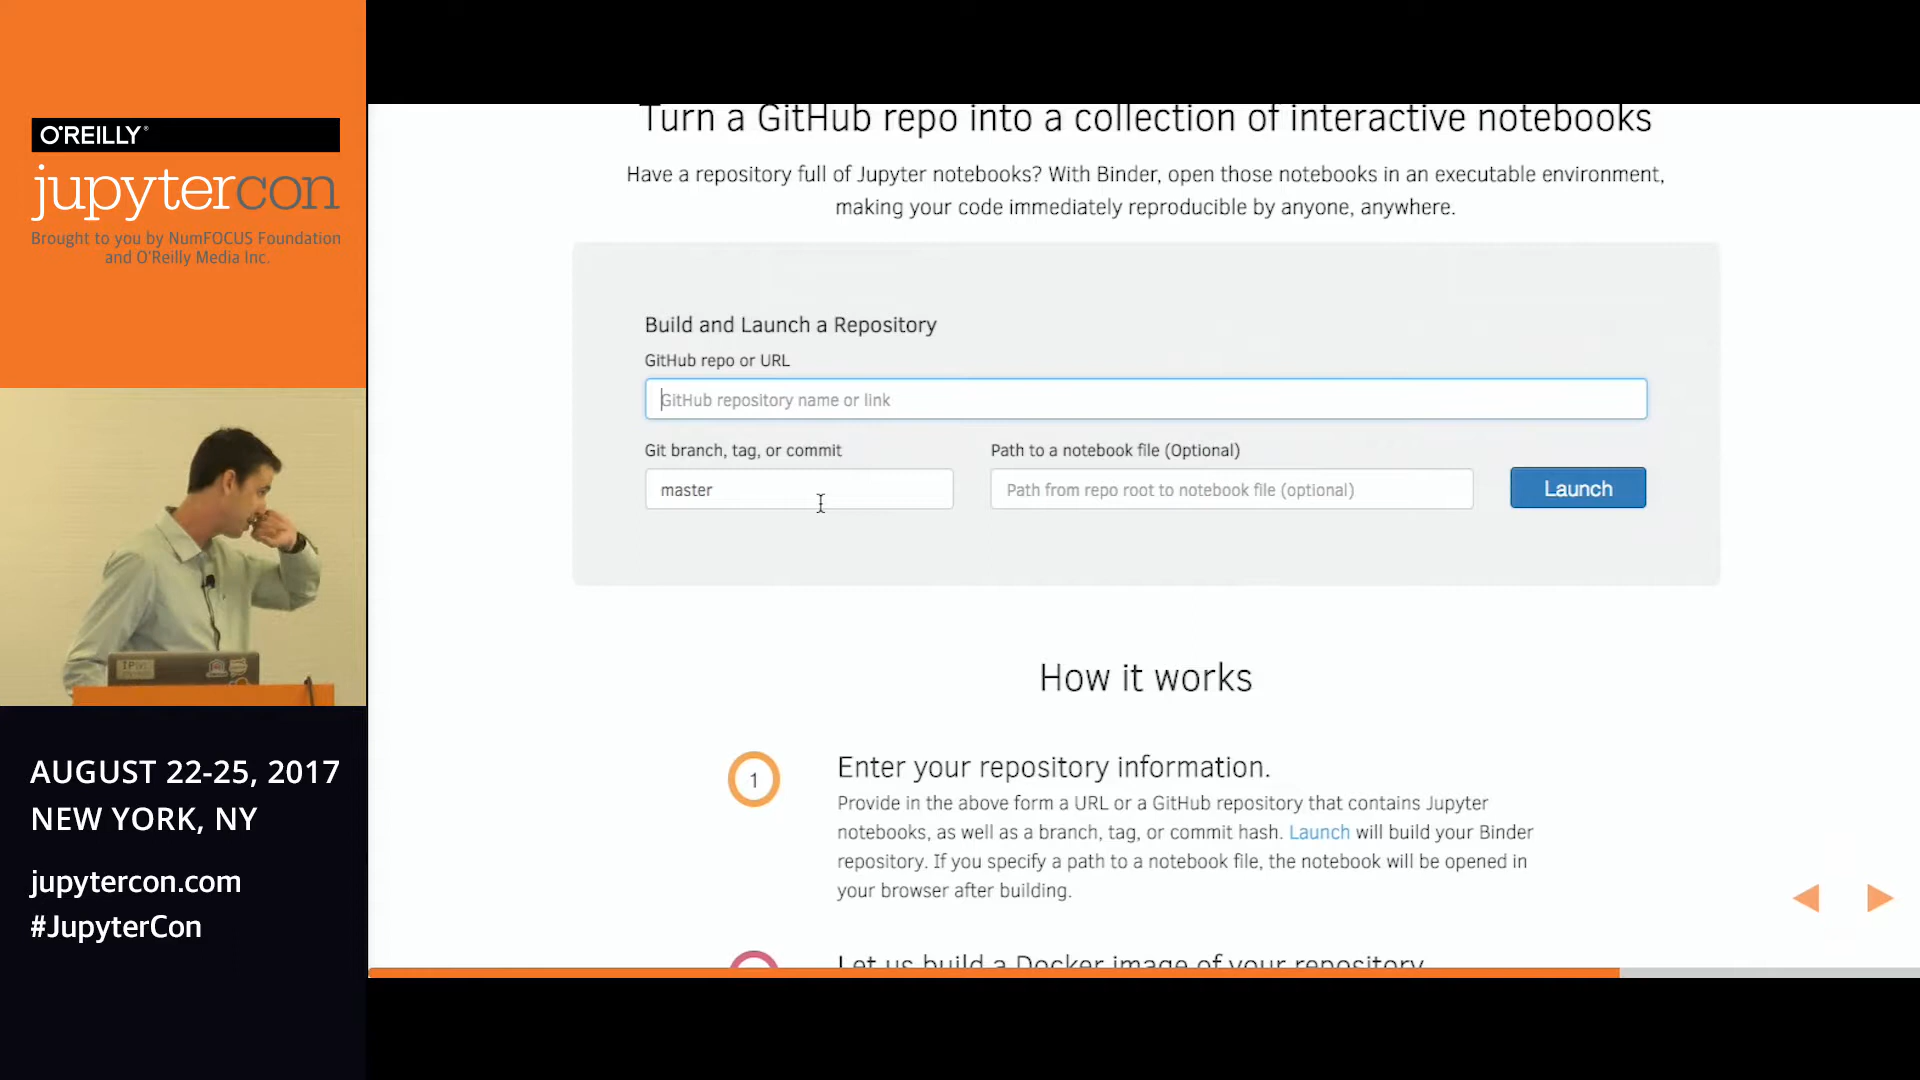 O'REILLY®
jupytercon
Brought to you by NumFOCUS Foundation
and O'Reilly Media Inc.
AUGUST 22-25, 2017
NEW YORK, NY
jupytercon.com
#JupyterCon
Turn a GitHub repo into a collection of interactive notebooks
Have a repository full of Jupyter notebooks? With Binder, open those notebooks in an executable environment,
making your code immediately reproducible by anyone, anywhere.
Build and Launch a Repository
GitHub repo or URL
GitHub repository name or link
Git branch, tag, or commit
Path to a notebook file (Optional)
master
Path from repo root to notebook file (optional)
Launch
How it works
1
Enter your repository information.
Provide in the above form a URL or a GitHub repository that contains Jupyter
notebooks, as well as a branch, tag, or commit hash. Launch will build your Binder
repository. If you specify a path to a notebook file, the notebook will be opened in
your browser after building.
Let us build a Docker image of your repository